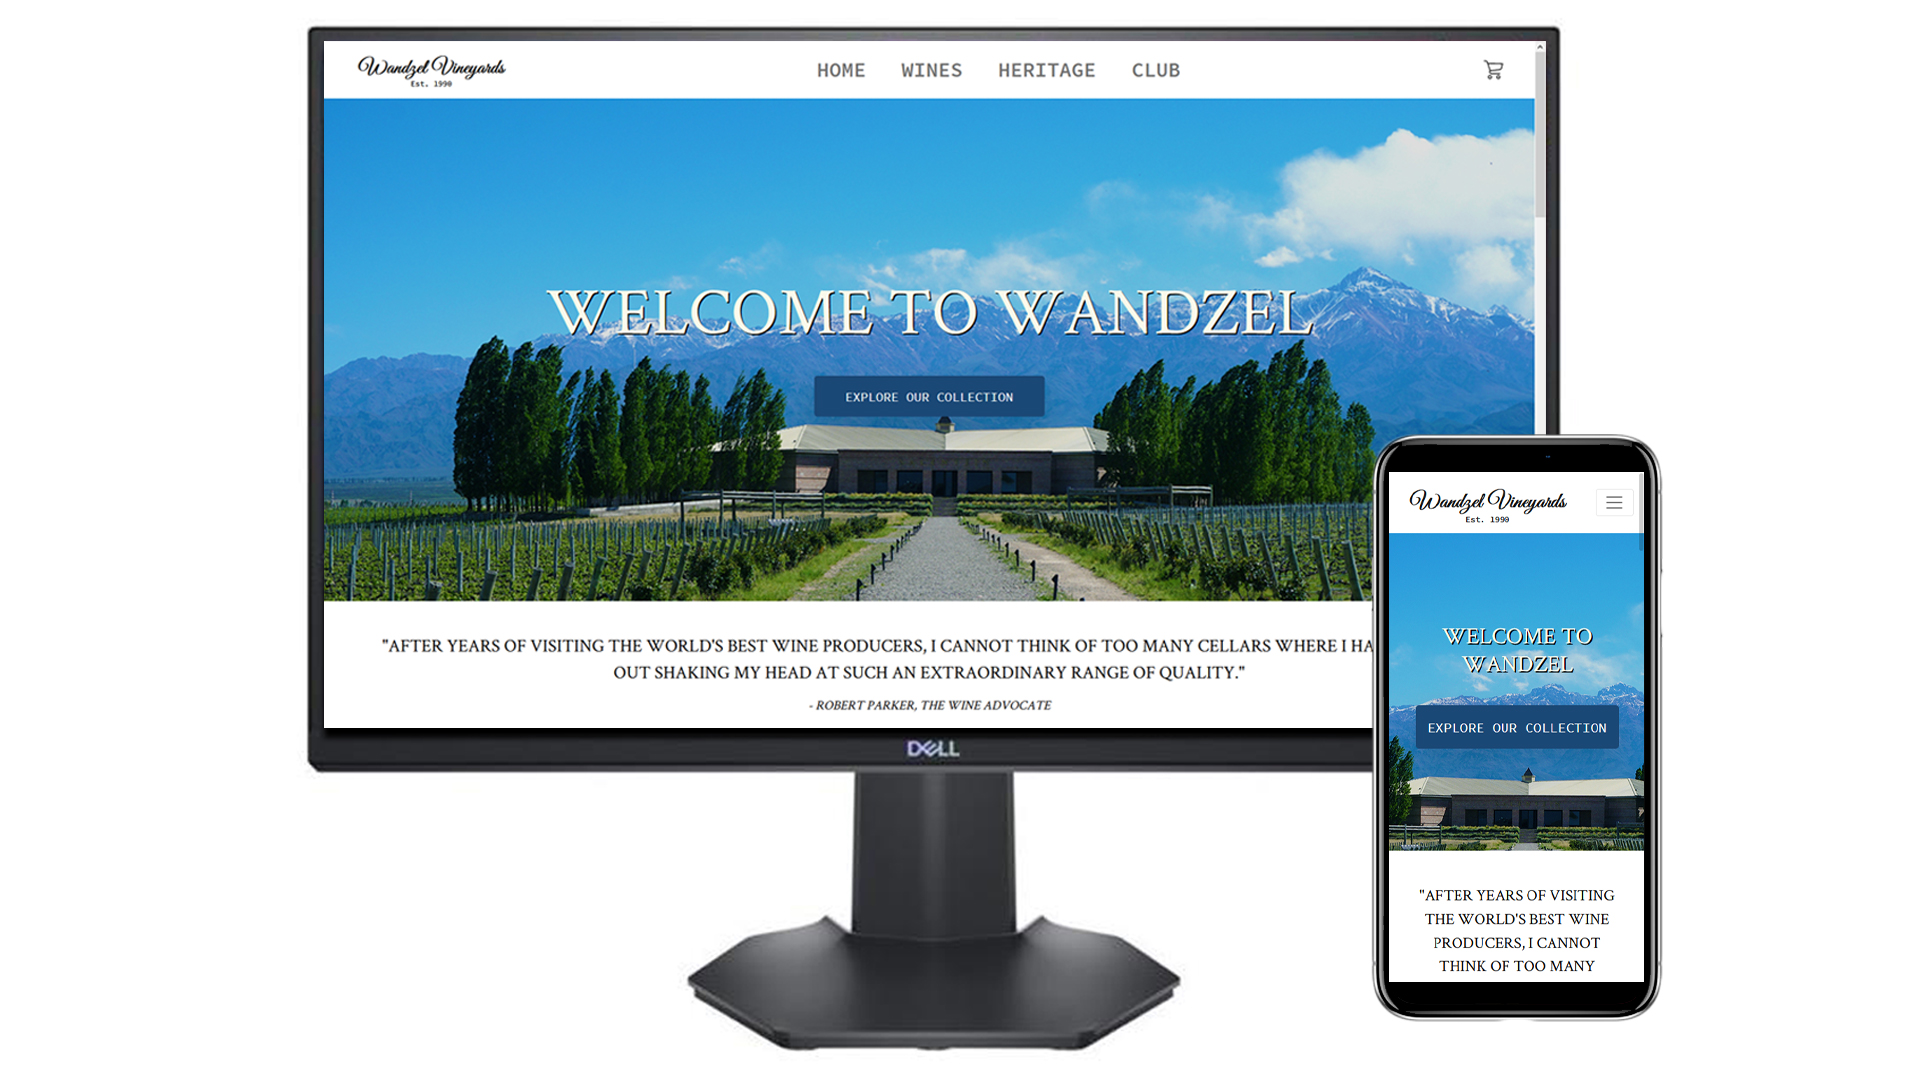 Wandzel Vineyards
Est. 1990
HOME WINES HERITAGE CLUB
WELCOME TO WANDZEL
EXPLORE OUR COLLECTION
"AFTER YEARS OF VISITING THE WORLD'S BEST WINE PRODUCERS, I CANNOT THINK OF TOO MANY CELLARS WHERE I HA
OUT SHAKING MY HEAD AT SUCH AN EXTRAORDINARY RANGE OF QUALITY."
- ROBERT PARKER, THE WINE ADVOCATE
DELL
Wandzel Vineyards
Est. 1990
WELCOME TO
WANDZEL
EXPLORE OUR COLLECTION
"AFTER YEARS OF VISITING
THE WORLD'S BEST WINE
PRODUCERS, I CANNOT
THINK OF TOO MANY